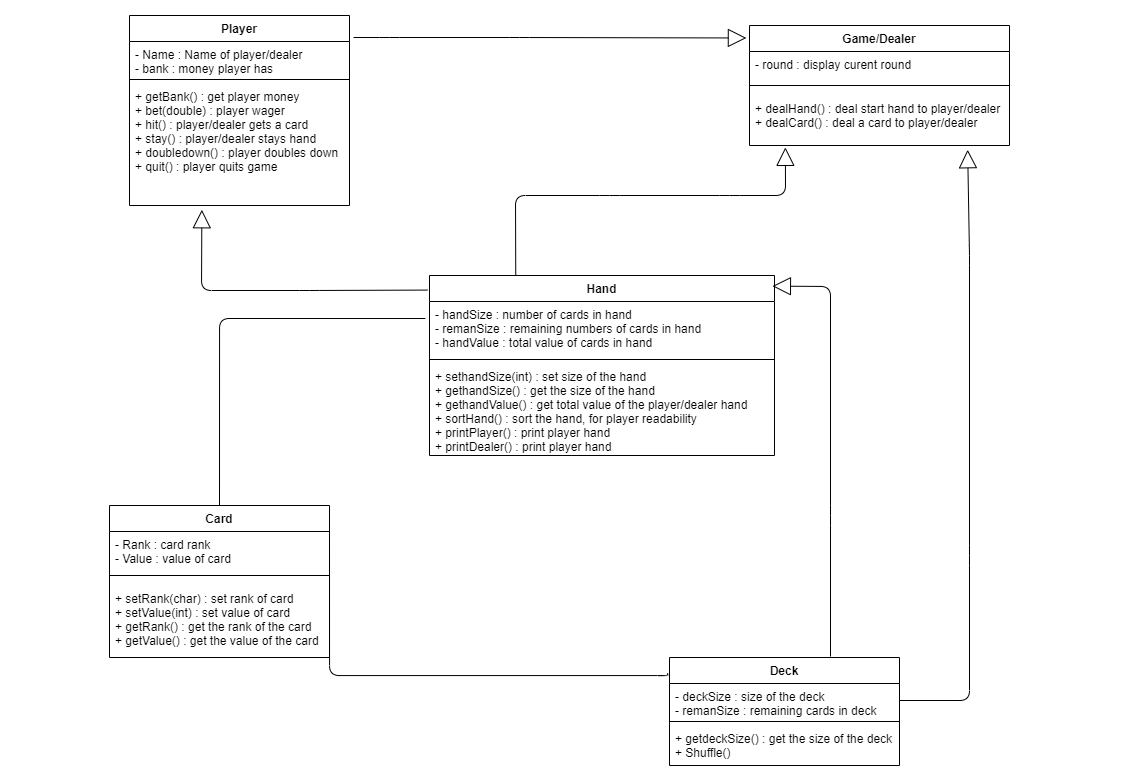 Player
- Name : Name of player/dealer
- bank : money player has
+ getBank() : get player money
+ bet(double) : player wager
+ hit() : player/dealer gets a card
+ stay() : player/dealer stays hand
+ doubledown() : player doubles down
+ quit() : player quits game
Game/Dealer
- round : display curent round
+ dealHand() : deal start hand to player/dealer
+ dealCard() : deal a card to player/dealer
Hand
- handSize : number of cards in hand
- remanSize : remaining numbers of cards in hand
- handValue : total value of cards in hand
+ sethandSize(int) : set size of the hand
+ gethandSize() : get the size of the hand
+ gethandValue() : get total value of the player/dealer hand
+ sortHand() : sort the hand, for player readability
+ printPlayer() : print player hand
+ printDealer() : print player hand
Card
- Rank : card rank
- Value : value of card
+ setRank(char) : set rank of card
+ setValue(int) : set value of card
+ getRank() : get the rank of the card
+ getValue() : get the value of the card
Deck
- deckSize : size of the deck
- remanSize : remaining cards in deck
+ getdeckSize() : get the size of the deck
+ Shuffle()